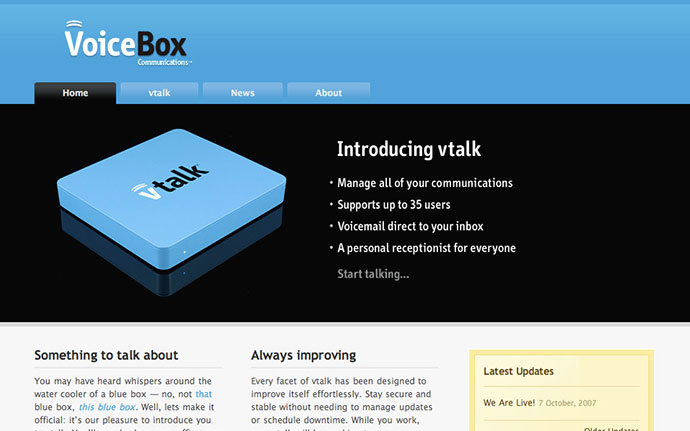 VoiceBox
Communications
Home
vtalk
News
About
vtalk
Introducing vtalk
• Manage all of your communications
• Supports up to 35 users
• Voicemail direct to your inbox
• A personal receptionist for everyone
Start talking...
Something to talk about
You may have heard whispers around the
water cooler of a blue box — no, not that
blue box, this blue box. Well, lets make it
official: it's our pleasure to introduce you
Always improving
Every facet of vtalk has been designed to
improve itself effortlessly. Stay secure and
stable without needing to manage updates
or schedule downtime. While you work,
Latest Updates
We Are Live! 7 October, 2007
Older Updates